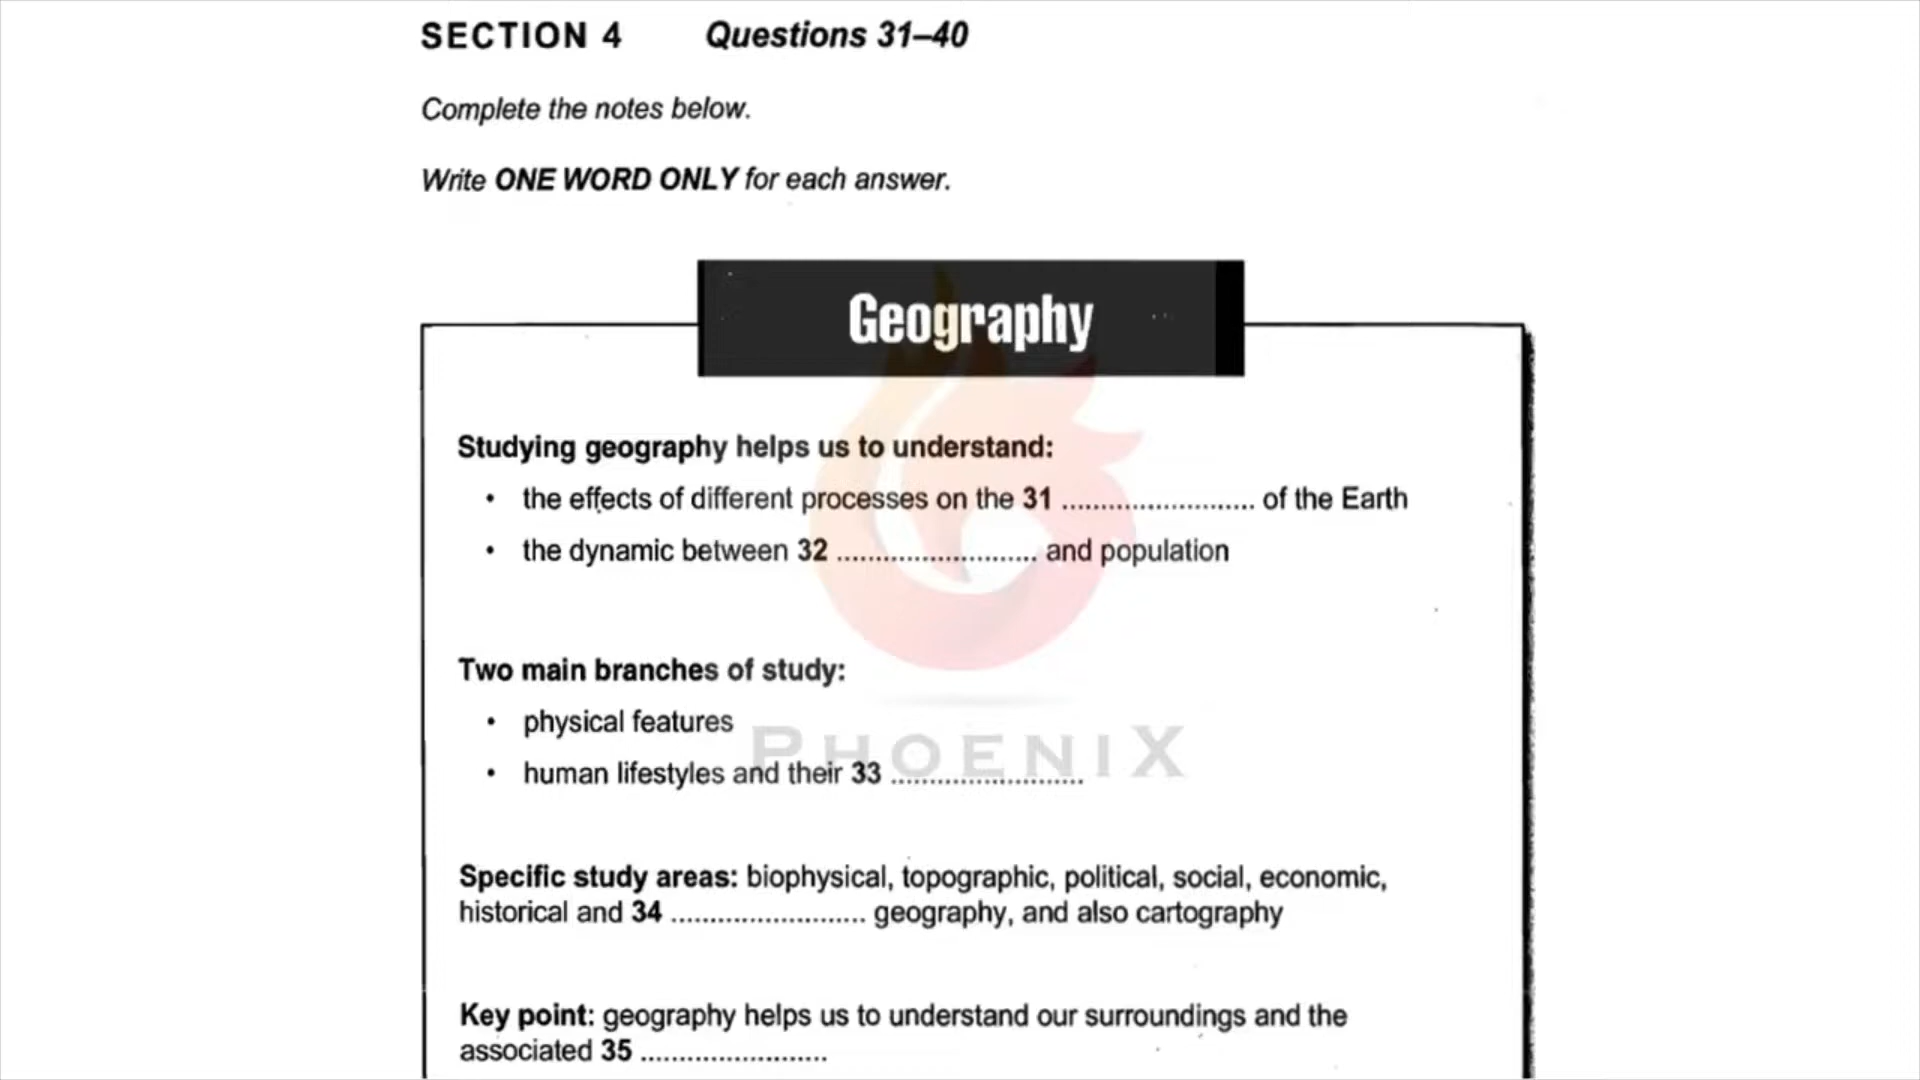 SECTION 4 Questions 31–40
Complete the notes below.
Write ONE WORD ONLY for each answer.
Geography
Studying geography helps us to understand:
• the effects of different processes on the 31 ......................... of the Earth
• the dynamic between 32 .......................... and population
Two main branches of study:
• physical features
• human lifestyles and their 33 .........................
PHOENIX
Specific study areas: biophysical, topographic, political, social, economic,
historical and 34 ......................... geography, and also cartography
Key point: geography helps us to understand our surroundings and the
associated 35 ........................